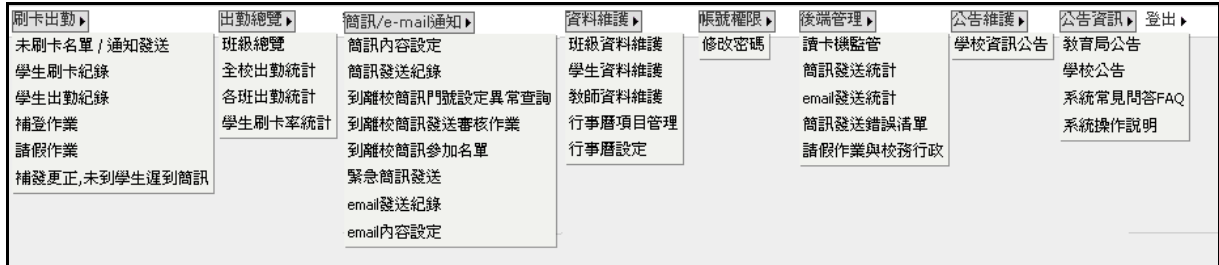 刷卡出勤▶
未刷卡名單 / 通知發送
學生刷卡紀錄
學生出勤紀錄
補登作業
請假作業
補發更正,未到學生遲到簡訊
出勤總覽▶
班級總覽
全校出勤統計
各班出勤統計
學生刷卡率統計
簡訊/e-mail通知▶
簡訊內容設定
簡訊發送紀錄
到離校簡訊門號設定異常查詢
到離校簡訊發送審核作業
到離校簡訊參加名單
緊急簡訊發送
email發送紀錄
email內容設定
資料維護▶
班級資料維護
學生資料維護
教師資料維護
行事曆項目管理
行事曆設定
帳號權限▶
修改密碼
後端管理▶
讀卡機監管
簡訊發送統計
email發送統計
簡訊發送錯誤清單
請假作業與校務行政
公告維護▶
學校資訊公告
公告資訊▶
教育局公告
學校公告
系統常見問答FAQ
系統操作說明
登出▶